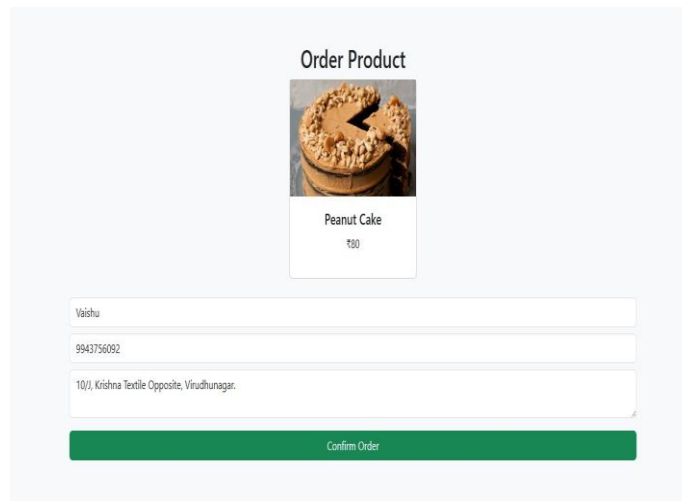 Order Product
Peanut Cake
₹80
Vaishu
9943756092
10/J, Krishna Textile Opposite, Virudhunagar.
Confirm Order